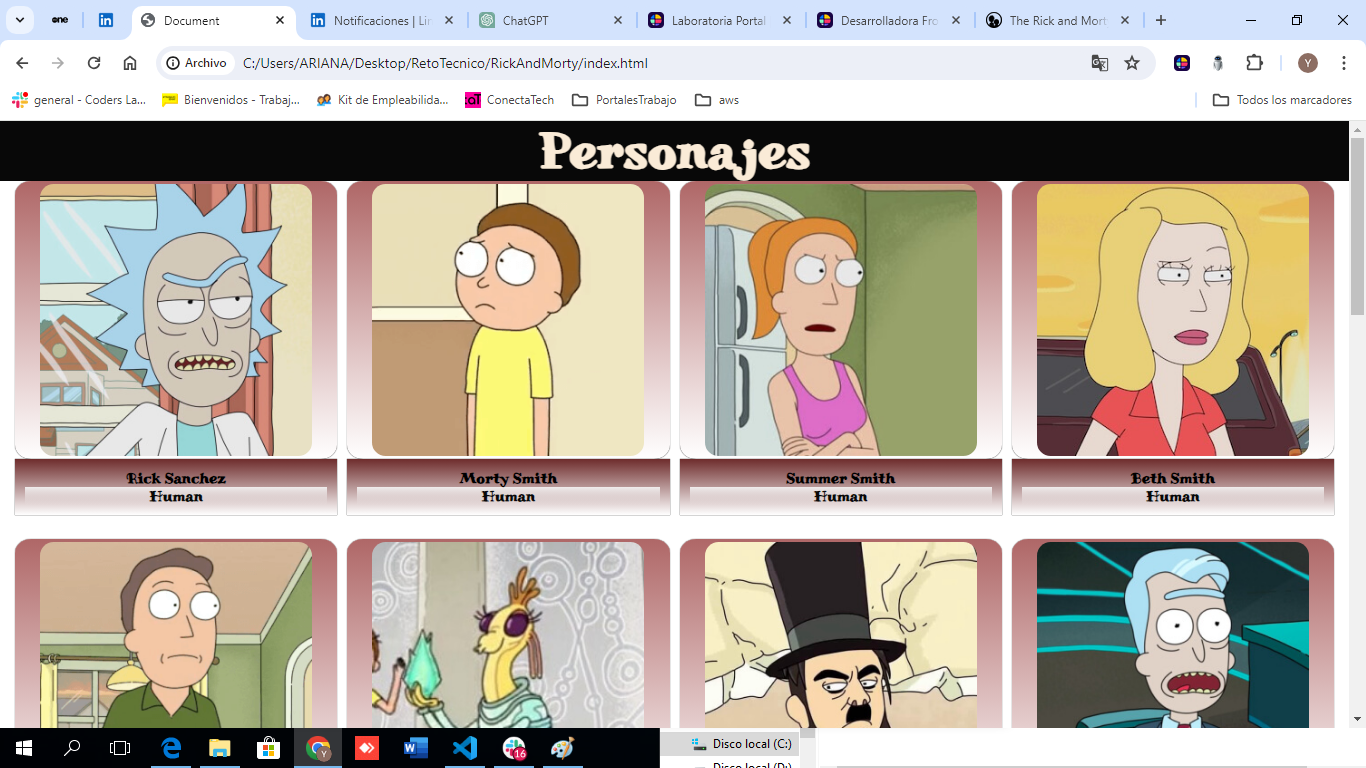 one
Document
Notificaciones | Lin
ChatGPT
Laboratoria Portal
Desarrolladora Fro
The Rick and Mort
Archivo
C:/Users/ARIANA/Desktop/RetoTecnico/RickAndMorty/index.html
Y
general - Coders La...
Bienvenidos - Trabaj...
Kit de Empleabilida...
ConectaTech
PortalesTrabajo
aws
Todos los marcadores
Personajes
Rick Sanchez
Human
Morty Smith
Human
Summer Smith
Human
Beth Smith
Human
16
Disco local (C:)
Disco local (D:)